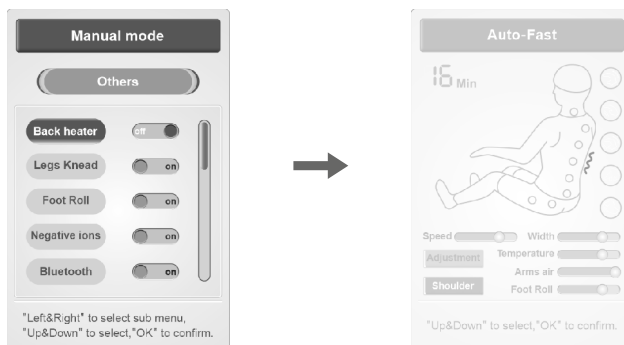 Manual mode
Others
Back heater off
Legs Knead on
Foot Roll on
Negative ions on
Bluetooth on
"Left&Right" to select sub menu,
"Up&Down" to select,"OK" to confirm.
Auto-Fast
16 Min
Speed Width
Adjustment Temperature
Arms air
Shoulder Foot Roll
"Up&Down" to select,"OK" to confirm.